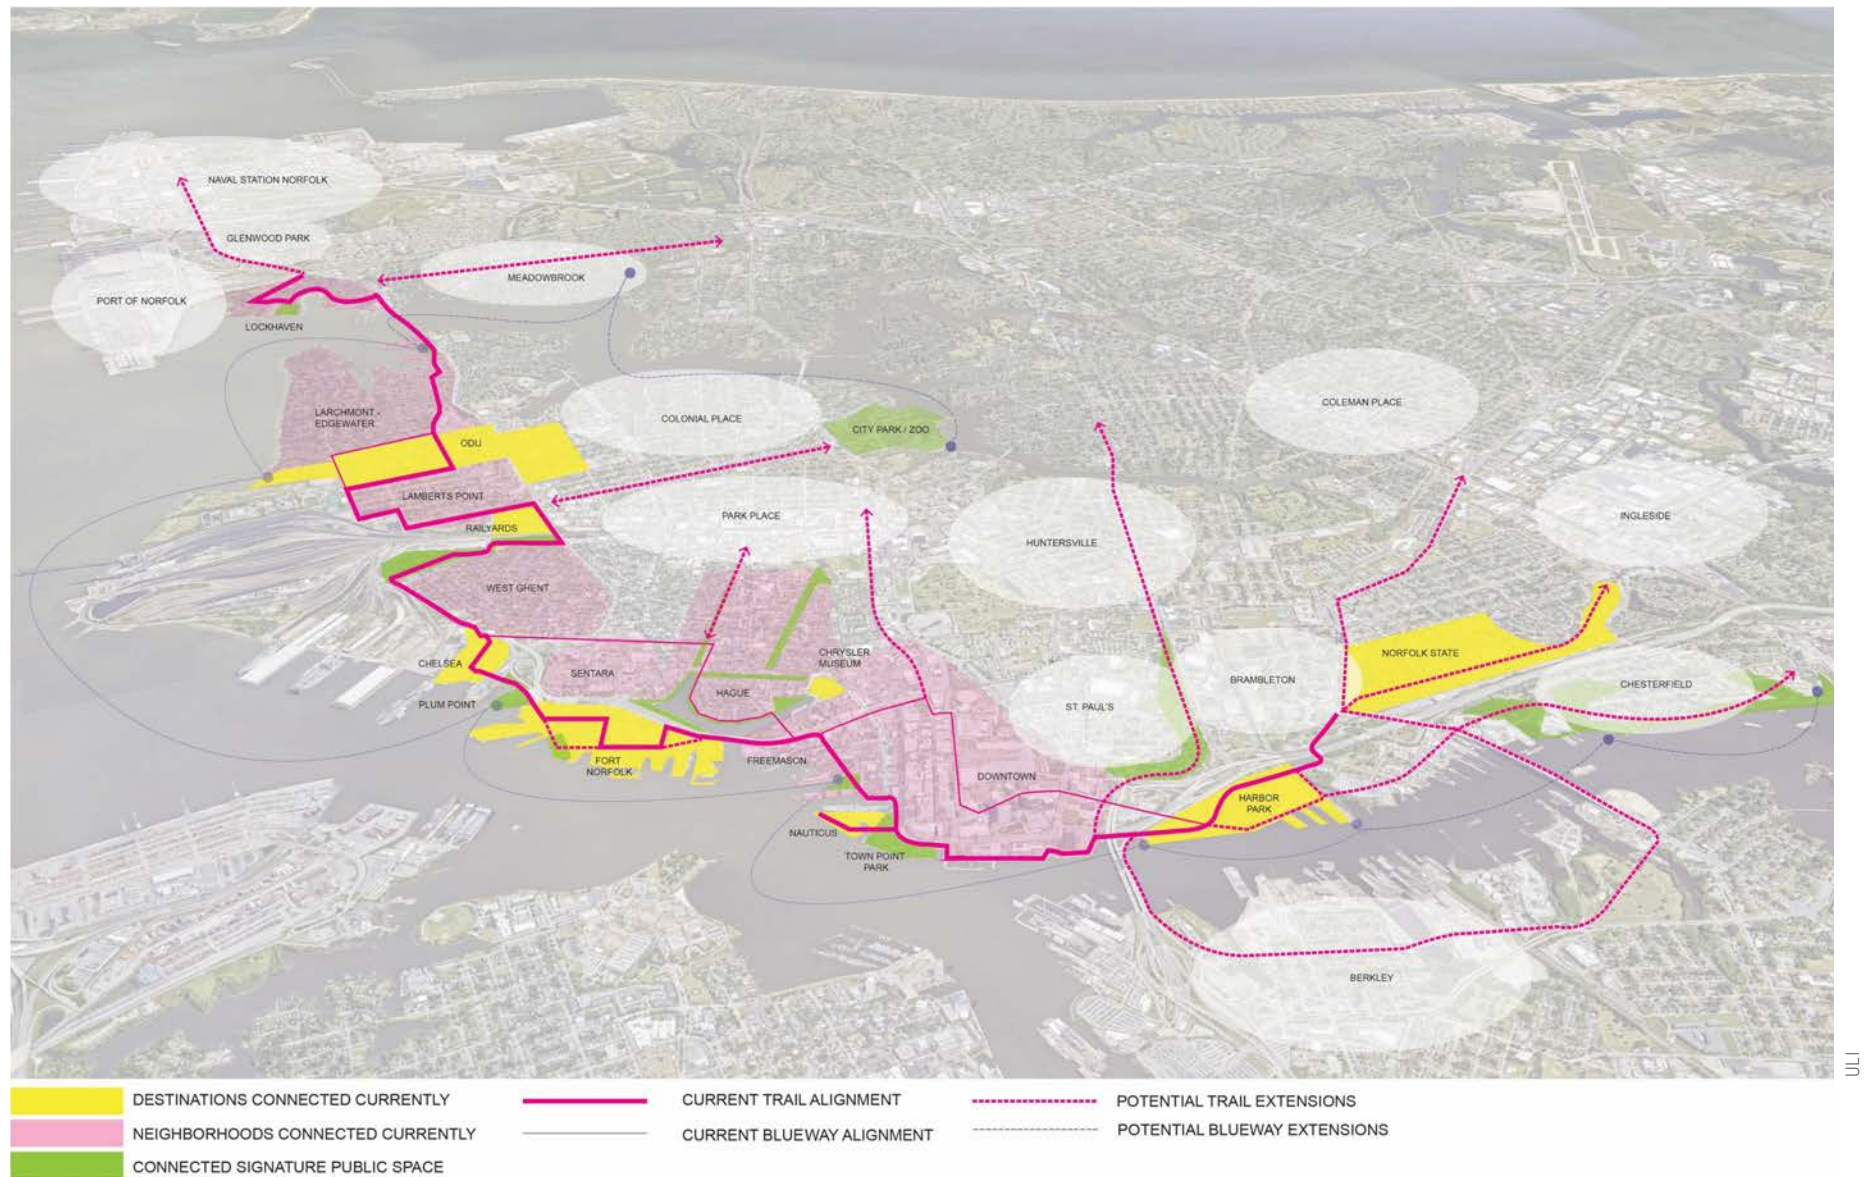 NAVAL STATION NORFOLK
GLENWOOD PARK
MEADOWBROOK
PORT OF NORFOLK
LOCKHAVEN
COLEMAN PLACE
LARCHMONT -
EDGEWATER
COLONIAL PLACE
CITY PARK / ZOO
ODU
LAMBERTS POINT
PARK PLACE
INGLESIDE
RAILYARDS
HUNTERSVILLE
WEST GHENT
CHRYSLER
MUSEUM
NORFOLK STATE
CHELSEA
SENTARA
BRAMBLETON
CHESTERFIELD
HAGUE
PLUM POINT
ST. PAUL'S
FORT
NORFOLK
FREEMASON
DOWNTOWN
HARBOR
PARK
NAUTICUS
TOWN POINT
PARK
BERKLEY
ULI
DESTINATIONS CONNECTED CURRENTLY
NEIGHBORHOODS CONNECTED CURRENTLY
CONNECTED SIGNATURE PUBLIC SPACE
CURRENT TRAIL ALIGNMENT
CURRENT BLUEWAY ALIGNMENT
POTENTIAL TRAIL EXTENSIONS
POTENTIAL BLUEWAY EXTENSIONS